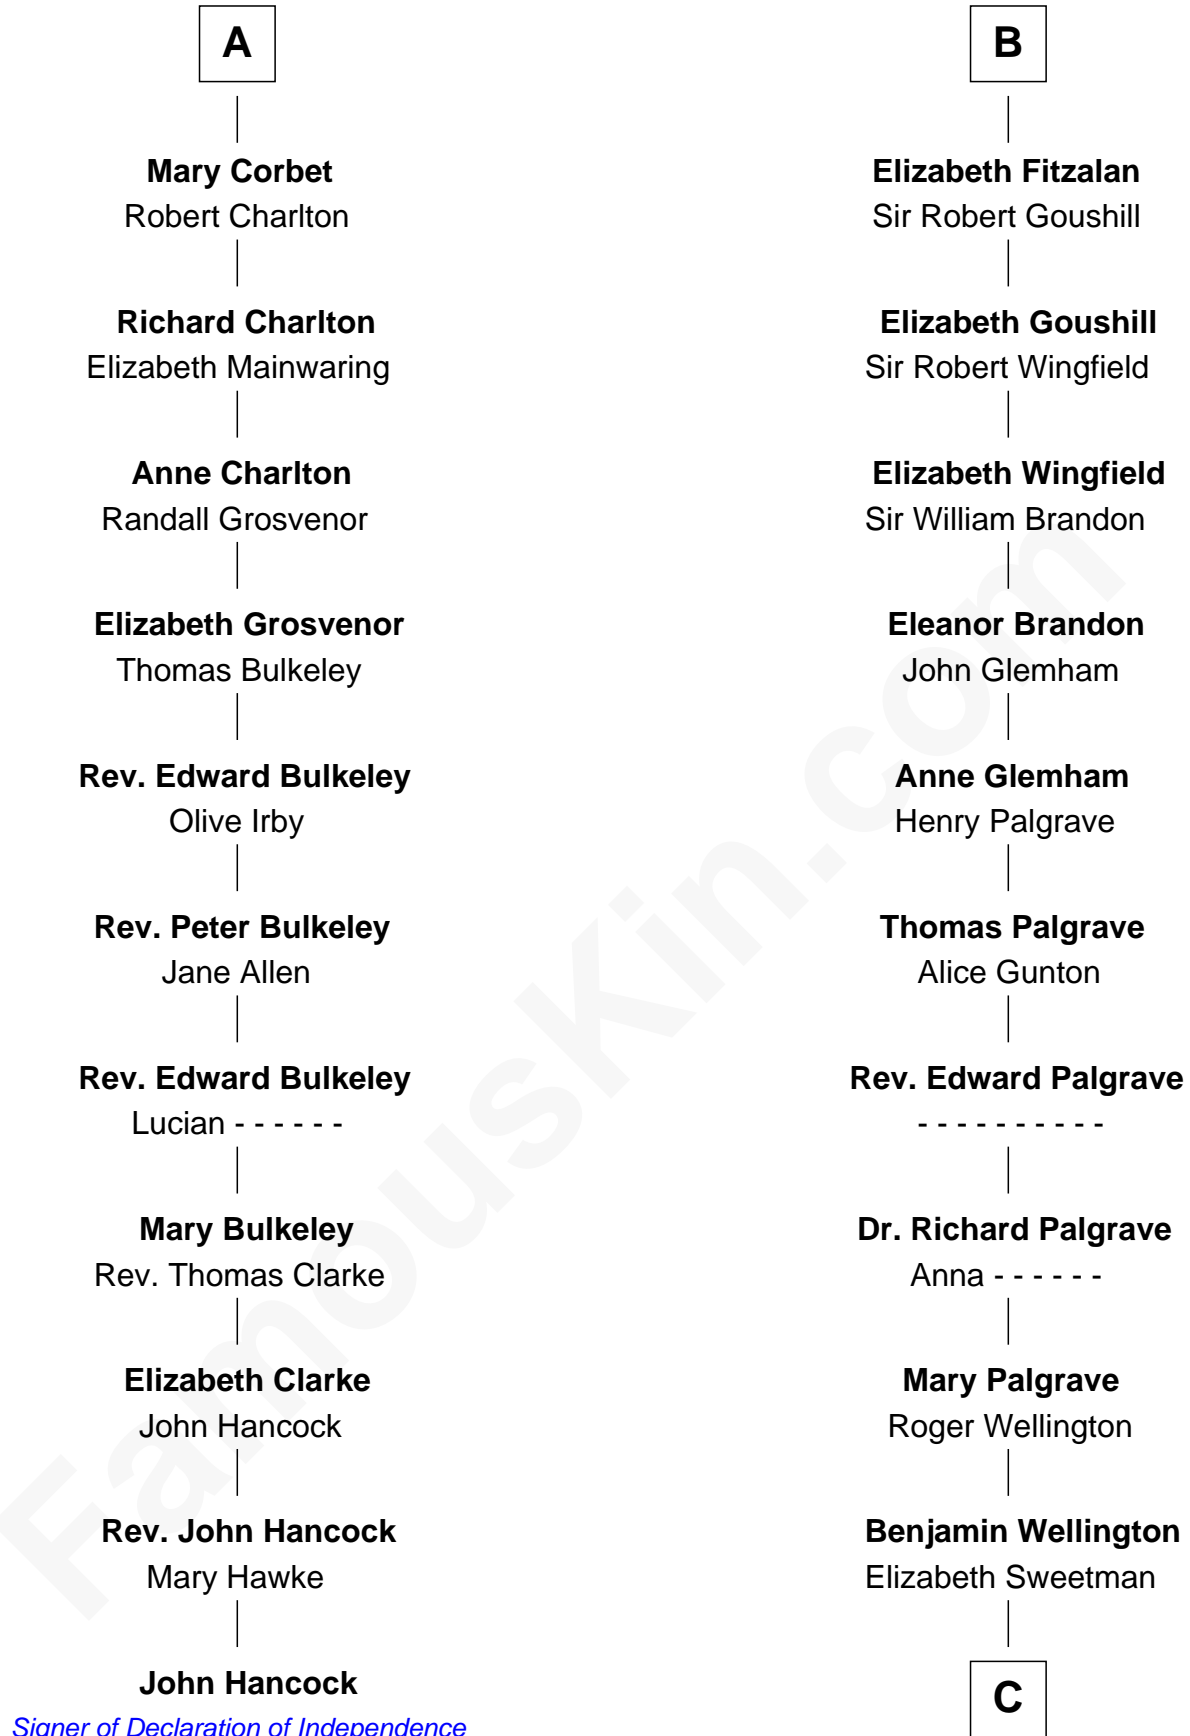 A
Mary Corbet
Robert Charlton
Richard Charlton
Elizabeth Mainwaring
Anne Charlton
Randall Grosvenor
Elizabeth Grosvenor
Thomas Bulkeley
Rev. Edward Bulkeley
Olive Irby
Rev. Peter Bulkeley
Jane Allen
Rev. Edward Bulkeley
Lucian - - - - - -
Mary Bulkeley
Rev. Thomas Clarke
Elizabeth Clarke
John Hancock
Rev. John Hancock
Mary Hawke
John Hancock
Signer of Declaration of Independence
B
Elizabeth Fitzalan
Sir Robert Goushill
Elizabeth Goushill
Sir Robert Wingfield
Elizabeth Wingfield
Sir William Brandon
Eleanor Brandon
John Glemham
Anne Glemham
Henry Palgrave
Thomas Palgrave
Alice Gunton
Rev. Edward Palgrave
- - - - - - - - - -
Dr. Richard Palgrave
Anna - - - - - -
Mary Palgrave
Roger Wellington
Benjamin Wellington
Elizabeth Sweetman
C
FamousKin.com